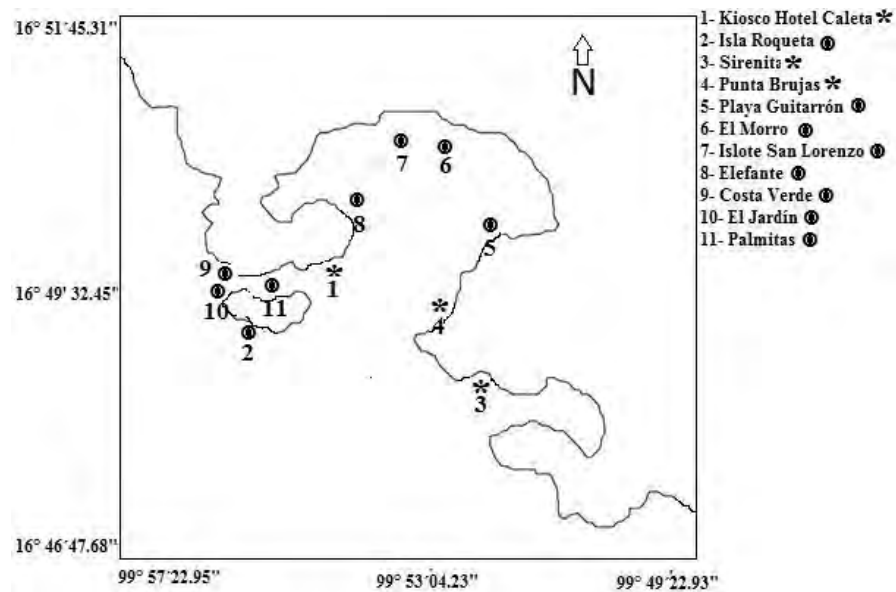 16° 51'45.31"
1- Kiosco Hotel Caleta *
2- Isla Roqueta
3- Sirenita *
4- Punta Brujas *
5- Playa Guitarrón
6- El Morro
7- Islote San Lorenzo
8- Elefante
9- Costa Verde
10- El Jardín
11- Palmitas
N
7
6
8
5
9
1
16° 49' 32.45"
10
11
4
2
3
16° 46'47.68"
99° 57'22.95"
99° 53'04.23"
99° 49'22.93"